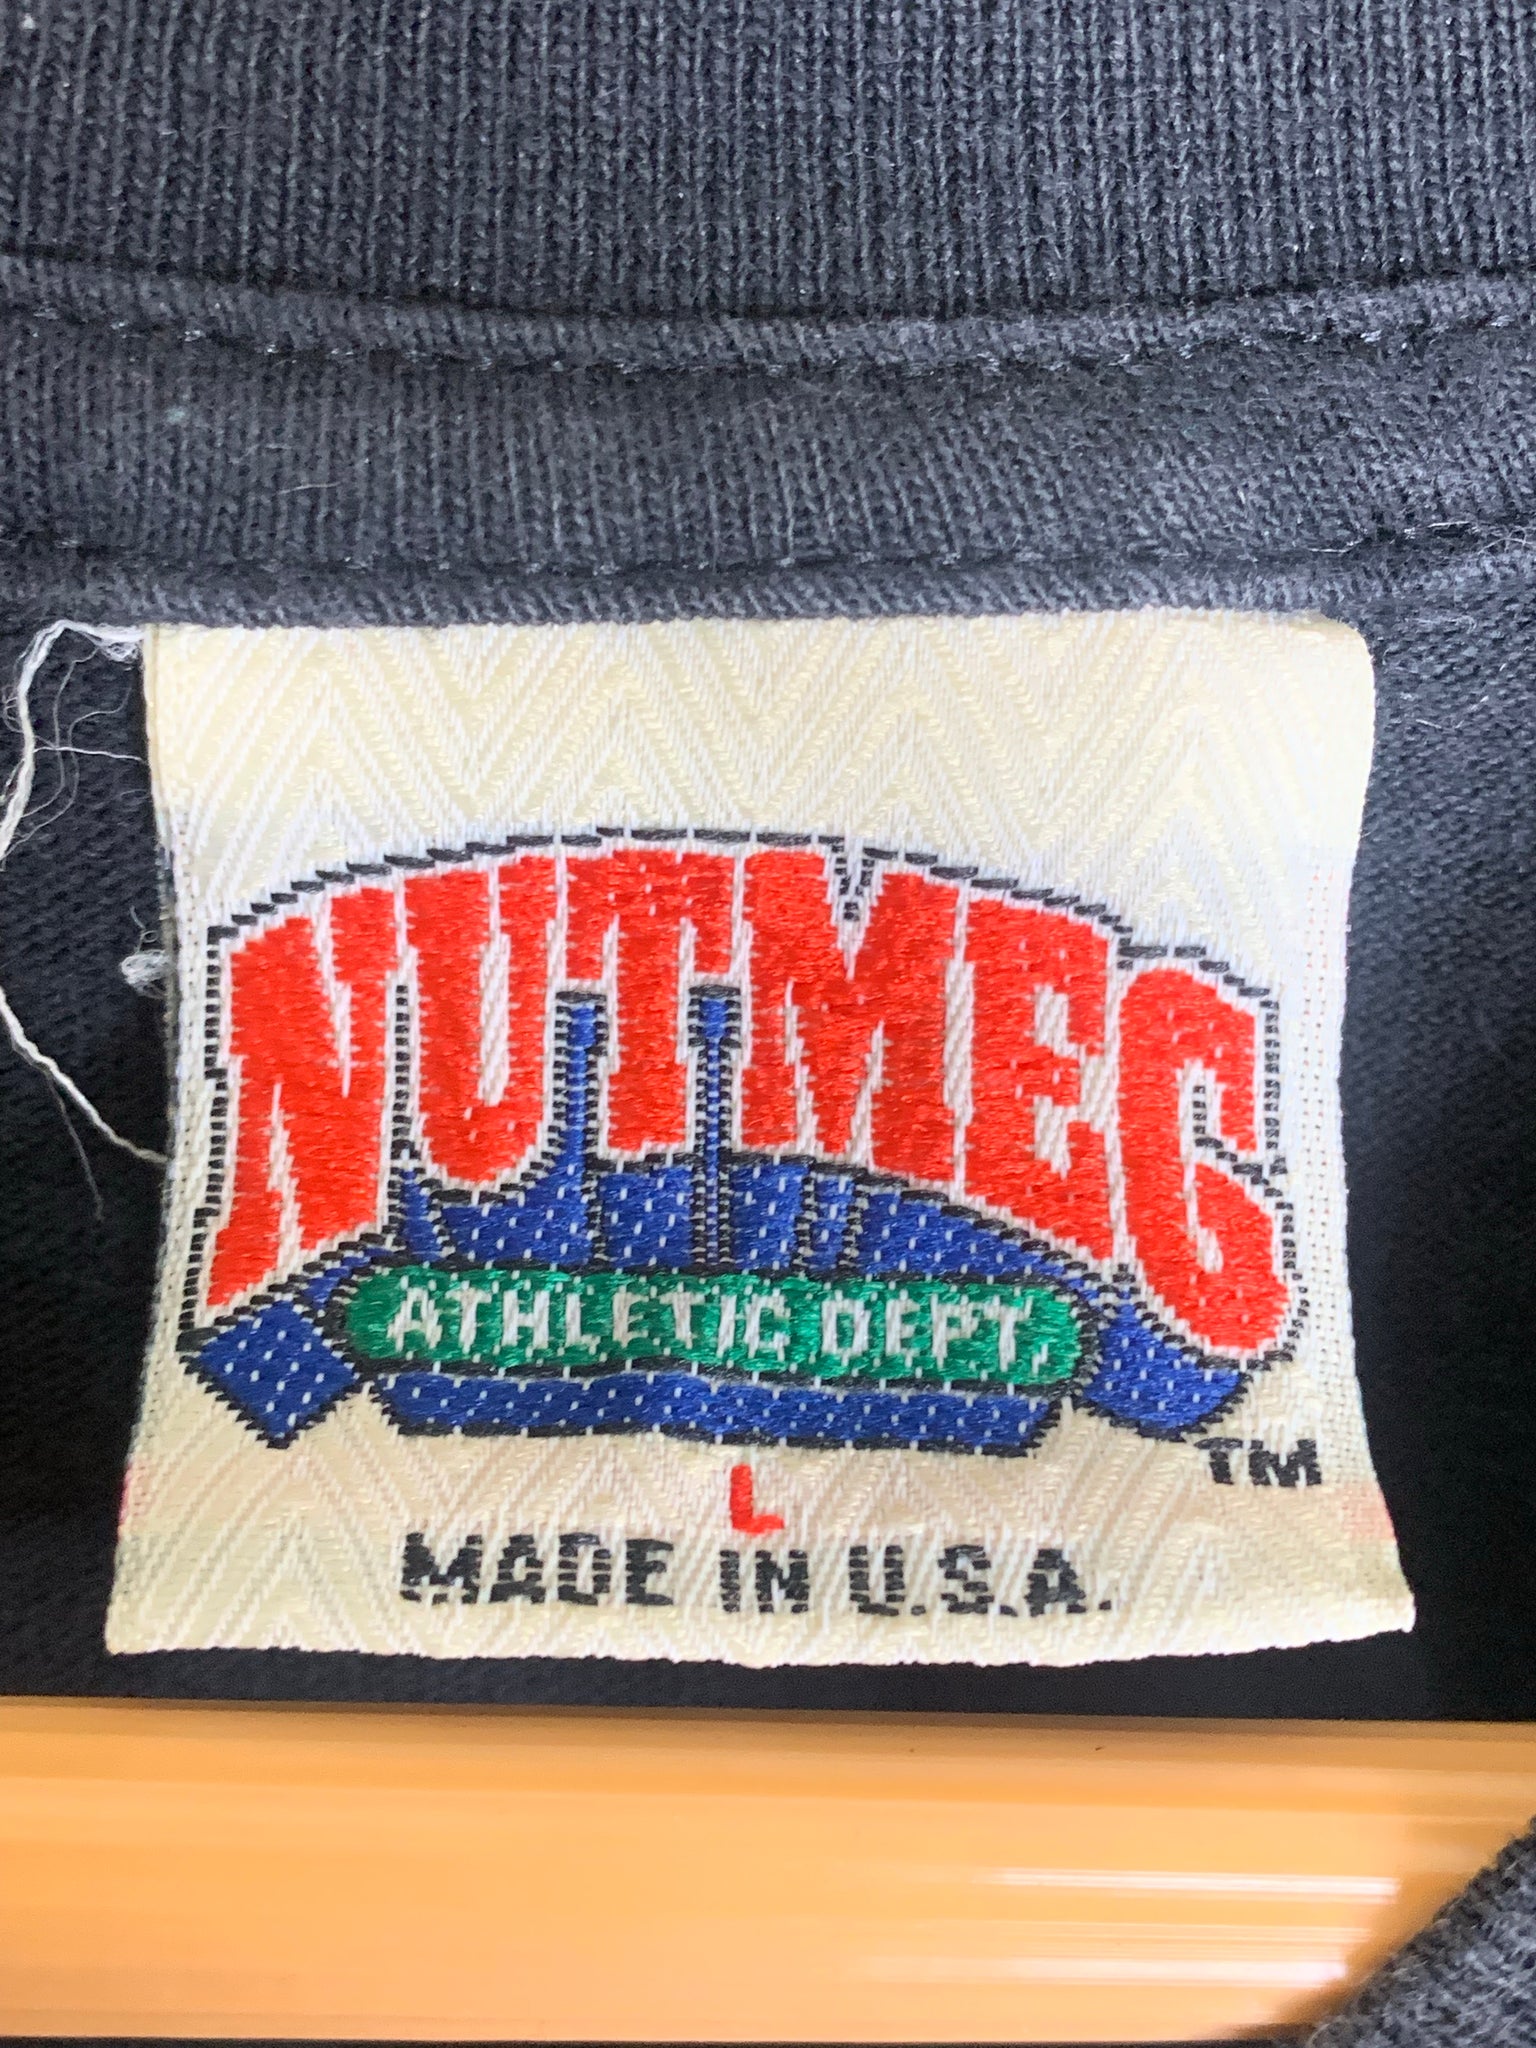 NUTMEG
ATHLETIC DEPT.
TM
L
MADE IN U.S.A.